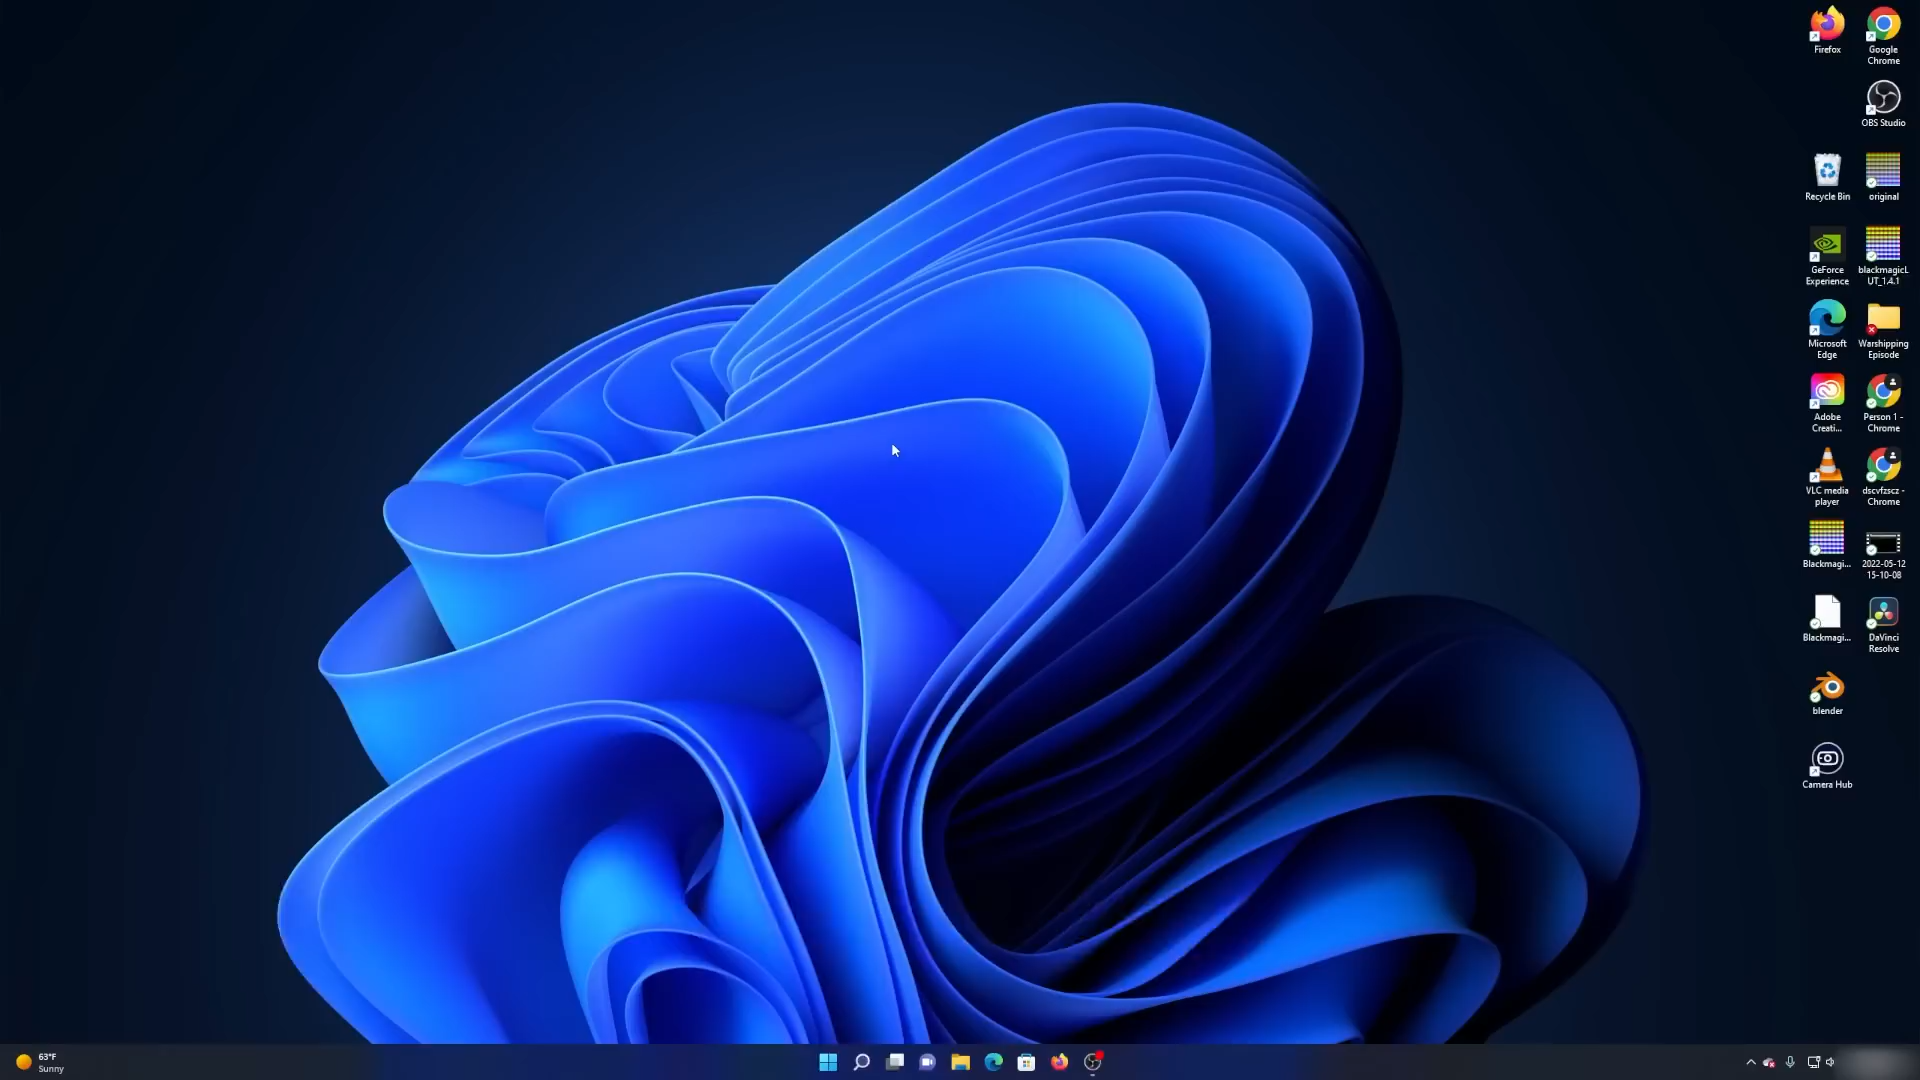 Firefox
Google
Chrome
OBS Studio
Recycle Bin
original
GeForce
Experience
blackmagicL
UT_1.4.1
Microsoft
Edge
Warshipping
Episode
Adobe
Creati...
Person 1 -
Chrome
VLC media
player
dscvfzscz -
Chrome
Blackmagi...
2022-05-12
15-10-08
Blackmagi...
DaVinci
Resolve
blender
Camera Hub
63°F
Sunny